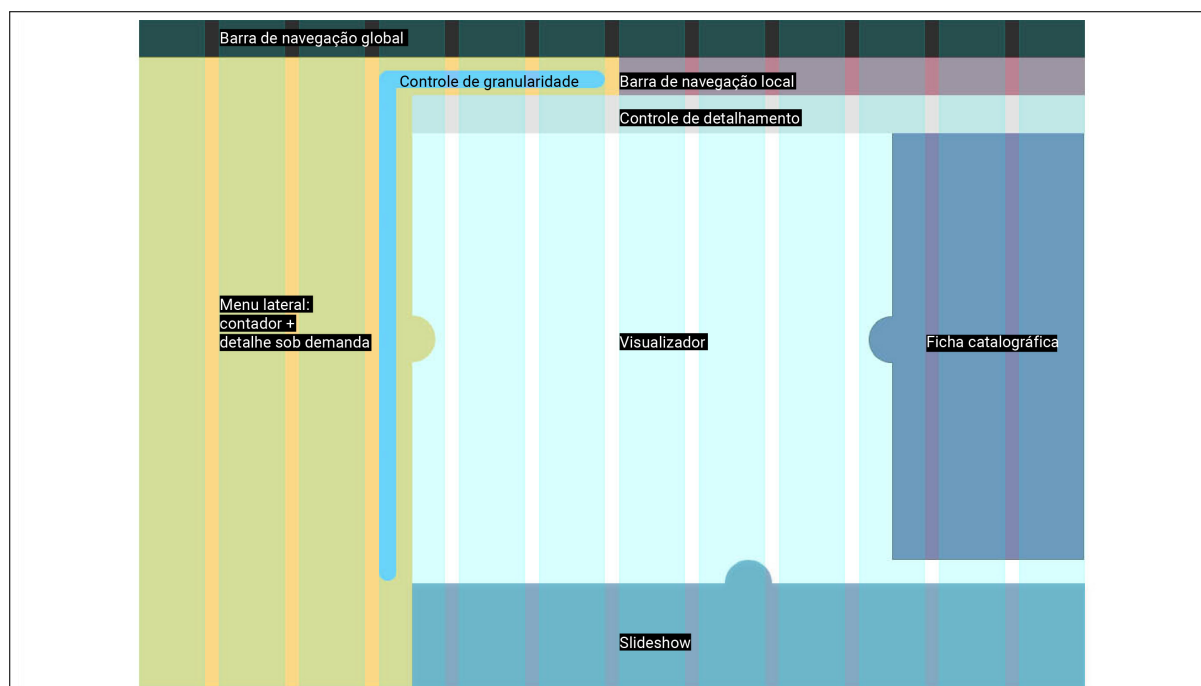 Barra de navegação global
Controle de granularidade
Barra de navegação local
Controle de detalhamento
Menu lateral:
contador +
detalhe sob demanda
Visualizador
Ficha catalográfica
Slideshow